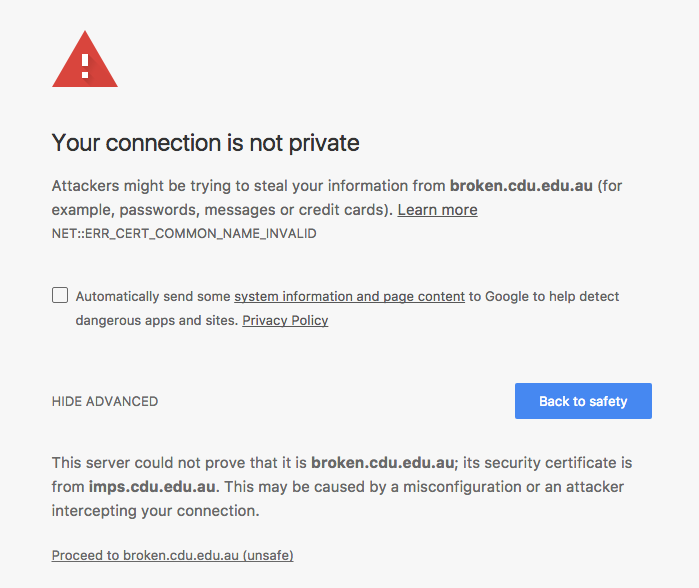 Your connection is not private
Attackers might be trying to steal your information from broken.cdu.edu.au (for
example, passwords, messages or credit cards). Learn more
NET::ERR_CERT_COMMON_NAME_INVALID
Automatically send some system information and page content to Google to help detect
dangerous apps and sites. Privacy Policy
HIDE ADVANCED
Back to safety
This server could not prove that it is broken.cdu.edu.au; its security certificate is
from imps.cdu.edu.au. This may be caused by a misconfiguration or an attacker
intercepting your connection.
Proceed to broken.cdu.edu.au (unsafe)